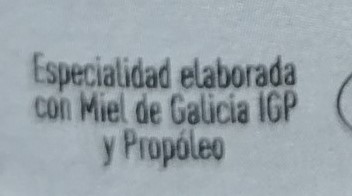 Especialidad elaborada
con Miel de Galicia IGP
y Propóleo